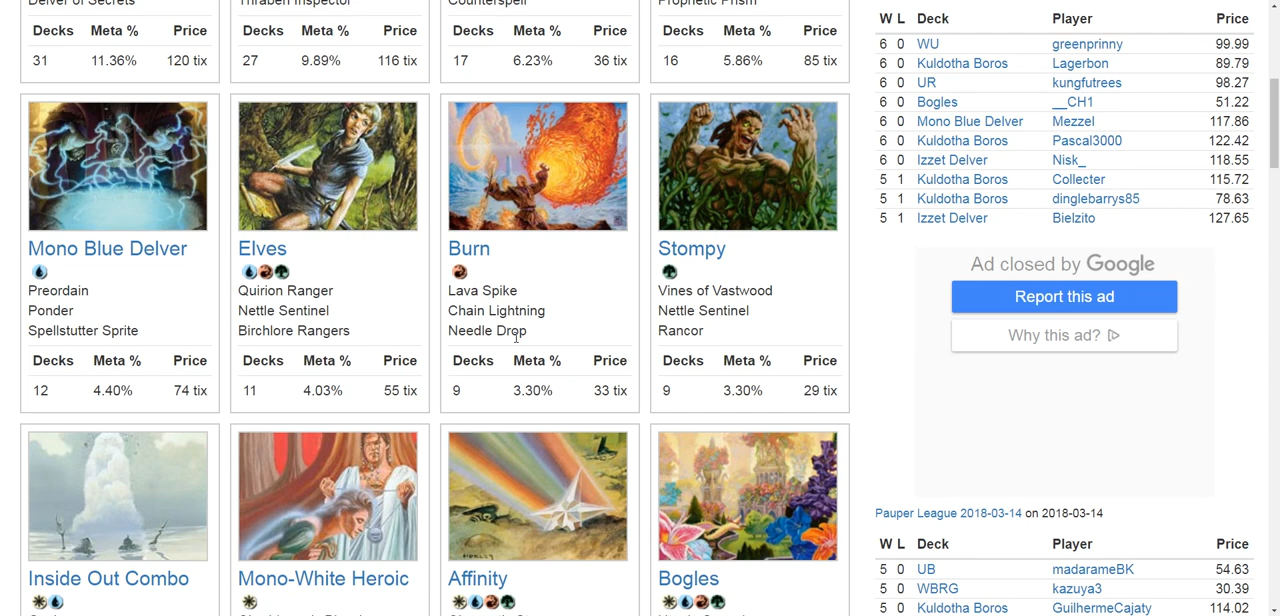 Delver of Secrets
Decks Meta % Price
31 11.36% 120 tix
Thraben Inspector
Decks Meta % Price
27 9.89% 116 tix
Counterspell
Decks Meta % Price
17 6.23% 36 tix
Prophetic Prism
Decks Meta % Price
16 5.86% 85 tix
Mono Blue Delver
Preordain
Ponder
Spellstutter Sprite
Decks Meta % Price
12 4.40% 74 tix
Elves
Quirion Ranger
Nettle Sentinel
Birchlore Rangers
Decks Meta % Price
11 4.03% 55 tix
Burn
Lava Spike
Chain Lightning
Needle Drop
Decks Meta % Price
9 3.30% 33 tix
Stompy
Vines of Vastwood
Nettle Sentinel
Rancor
Decks Meta % Price
9 3.30% 29 tix
Inside Out Combo
Mono-White Heroic
Affinity
Bogles
W L Deck Player Price
6 0 WU greenprinny 99.99
6 0 Kuldotha Boros Lagerbon 89.79
6 0 UR kungfutrees 98.27
6 0 Bogles __CH1 51.22
6 0 Mono Blue Delver Mezzel 117.86
6 0 Kuldotha Boros Pascal3000 122.42
6 0 Izzet Delver Nisk_ 118.55
5 1 Kuldotha Boros Collecter 115.72
5 1 Kuldotha Boros dinglebarrys85 78.63
5 1 Izzet Delver Bielzito 127.65
Ad closed by Google
Report this ad
Why this ad?
Pauper League 2018-03-14 on 2018-03-14
W L Deck Player Price
5 0 UB madarameBK 54.63
5 0 WBRG kazuya3 30.39
5 0 Kuldotha Boros GuilhermeCajaty 114.02